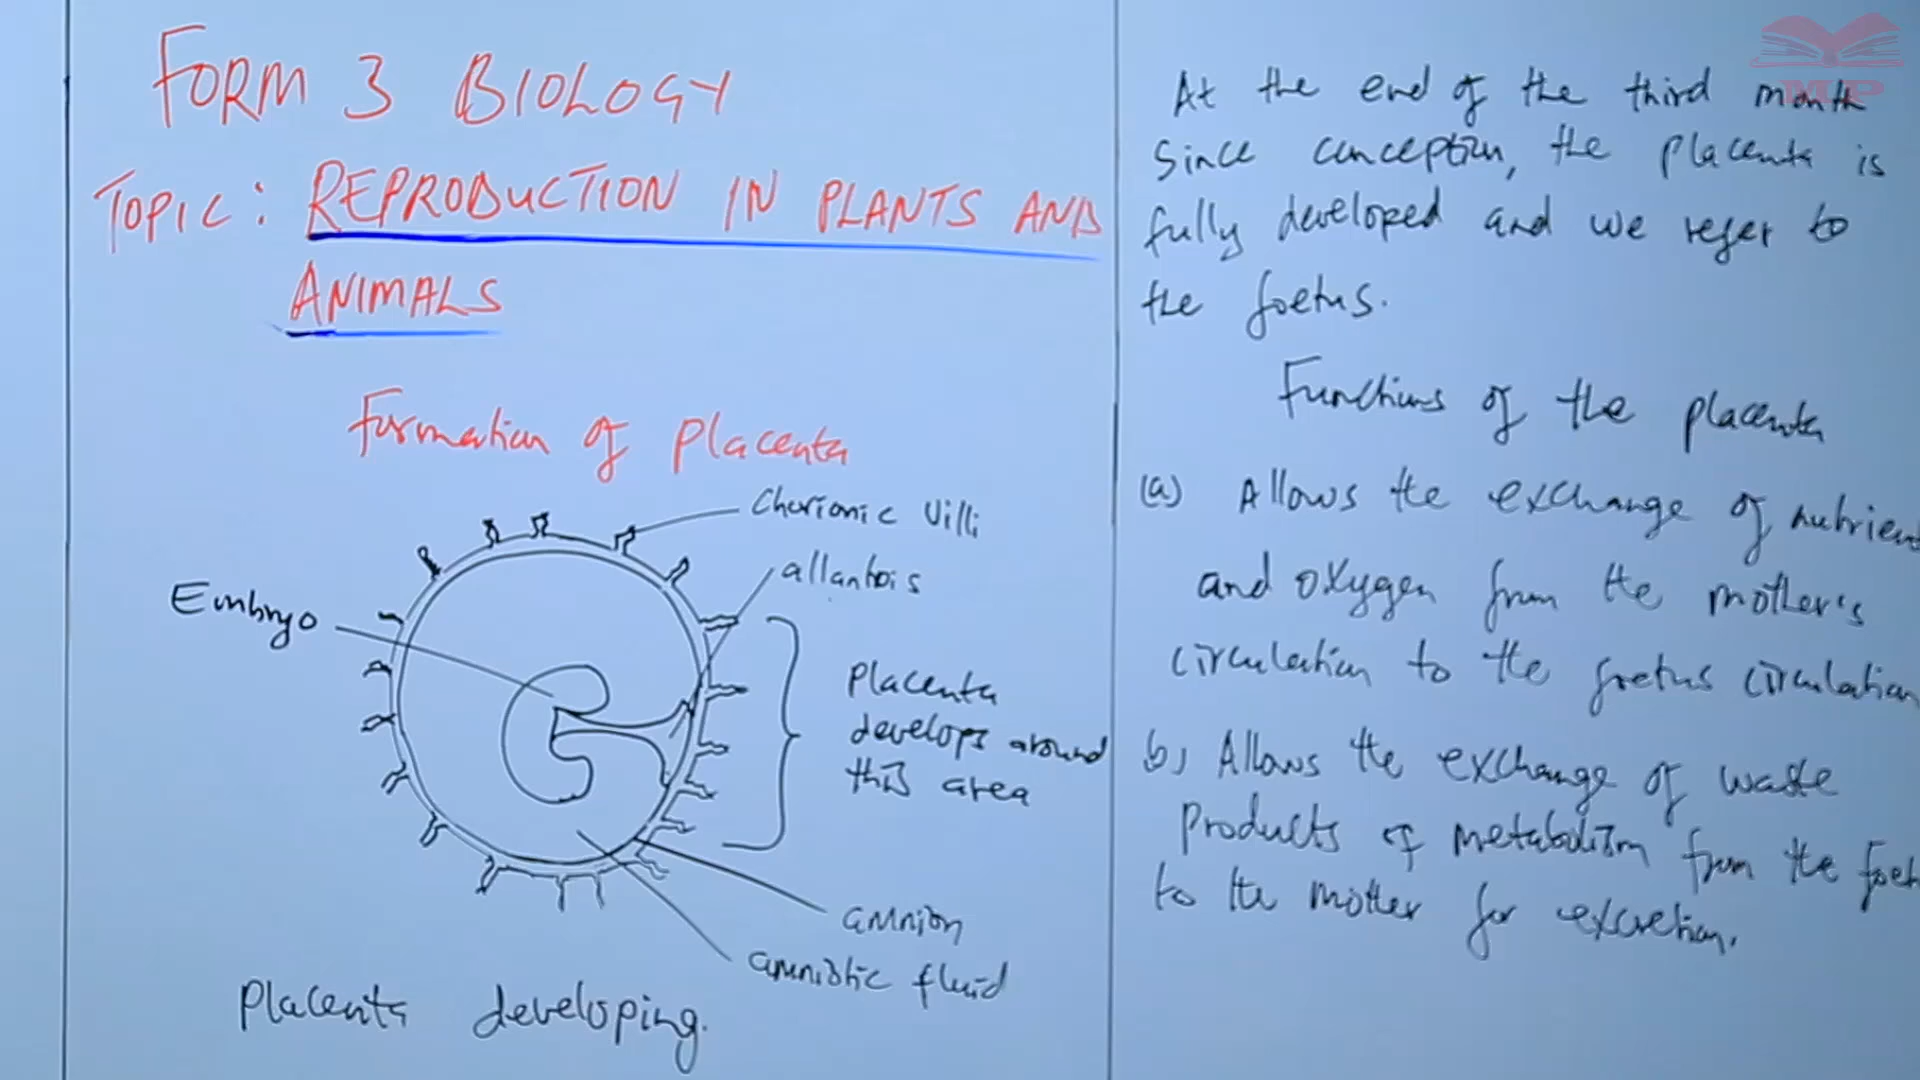 FORM 3 BIOLOGY
TOPIC: REPRODUCTION IN PLANTS AND
ANIMALS
Formation of placenta
Chorionic villi
allantois
Embryo
Placenta
develops around
this area
amnion
amniotic fluid
Placenta developing.
At the end of the third month
since conception, the placenta is
fully developed and we refer to
the foetus.
Functions of the placenta
(a) Allows the exchange of nutrient
and oxygen from the mother's
circulation to the foetus circulation
b) Allows the exchange of waste
products of metabolism from the foet
to the mother for excretion.
MP